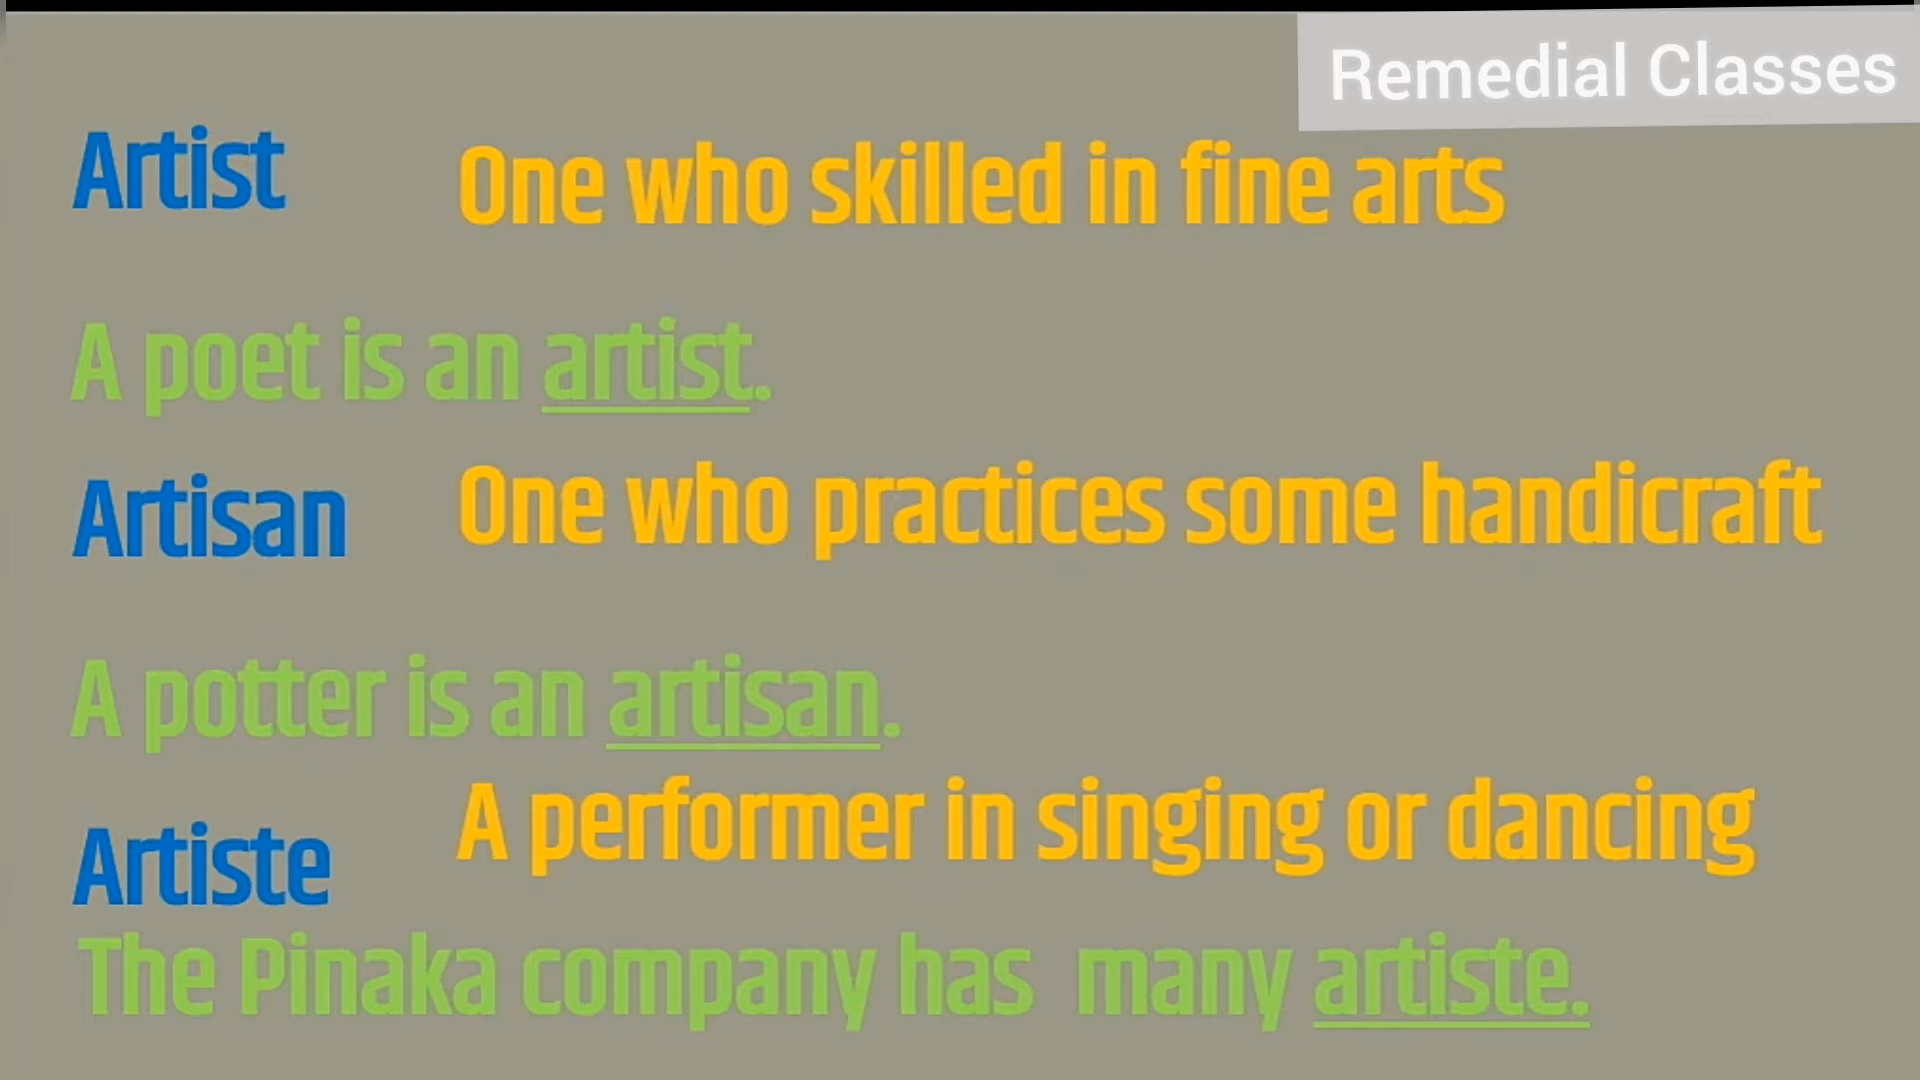 Remedial Classes
Artist One who skilled in fine arts
A poet is an artist.
Artisan One who practices some handicraft
A potter is an artisan.
Artiste A performer in singing or dancing
The Pinaka company has many artiste.